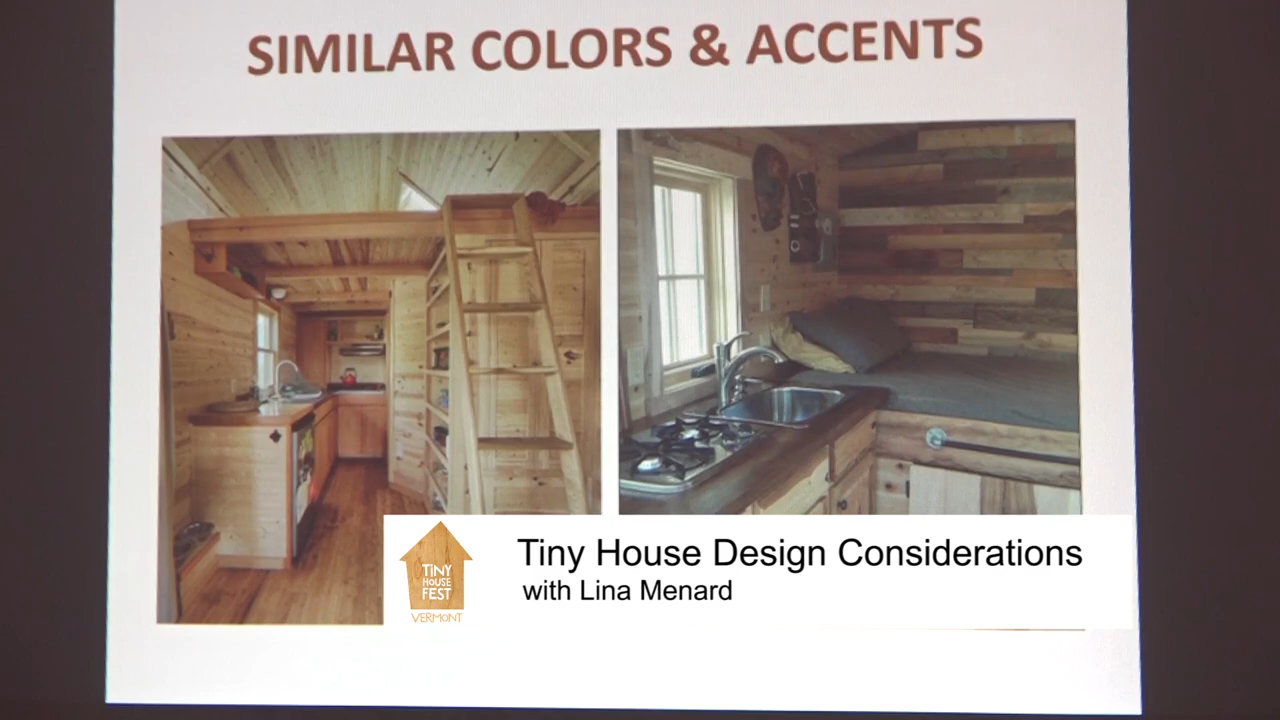 SIMILAR COLORS & ACCENTS
Tiny House Design Considerations
with Lina Menard
TiNY
HOUSE
FEST
VERMONT